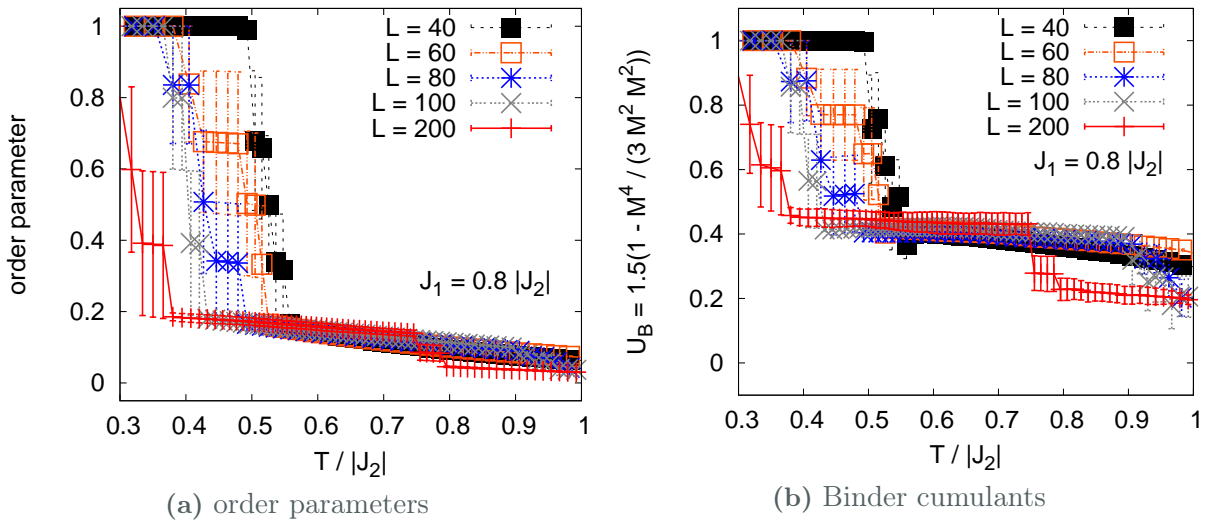 order parameter
1
0.8
0.6
0.4
0.2
0
0.3 0.4 0.5 0.6 0.7 0.8 0.9 1
T / |J2|
L = 40
L = 60
L = 80
L = 100
L = 200
J1 = 0.8 |J2|
(a) order parameters
UB = 1.5(1 - M4 / (3 M2 M2))
1
0.8
0.6
0.4
0.2
0
0.3 0.4 0.5 0.6 0.7 0.8 0.9 1
T / |J2|
L = 40
L = 60
L = 80
L = 100
L = 200
J1 = 0.8 |J2|
(b) Binder cumulants